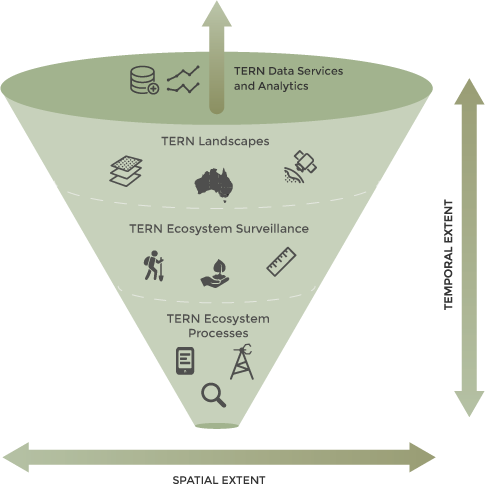 TERN Data Services
and Analytics
TERN Landscapes
TERN Ecosystem Surveillance
TERN Ecosystem
Processes
TEMPORAL EXTENT
SPATIAL EXTENT